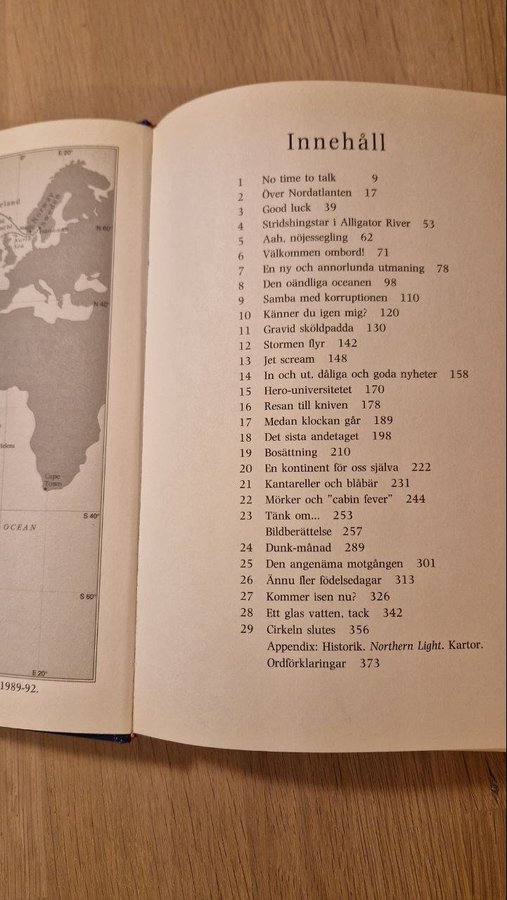 E 20°
0°
Norway
Sweden
N 60°
N 40°
Cape
Town
S 40°
OCEAN
S 60°
E 20°
1989-92.
Innehåll
1 No time to talk 9
2 Över Nordatlanten 17
3 Good luck 39
4 Stridshingstar i Alligator River 53
5 Aah, nöjessegling 62
6 Välkommen ombord! 71
7 En ny och annorlunda utmaning 78
8 Den oändliga oceanen 98
9 Samba med korruptionen 110
10 Känner du igen mig? 120
11 Gravid sköldpadda 130
12 Stormen flyr 142
13 Jet scream 148
14 In och ut, dåliga och goda nyheter 158
15 Hero-universitetet 170
16 Resan till kniven 178
17 Medan klockan går 189
18 Det sista andetaget 198
19 Bosättning 210
20 En kontinent för oss själva 222
21 Kantareller och blåbär 231
22 Mörker och ”cabin fever” 244
23 Tänk om... 253
Bildberättelse 257
24 Dunk-månad 289
25 Den angenäma motgången 301
26 Ännu fler födelsedagar 313
27 Kommer isen nu? 326
28 Ett glas vatten, tack 342
29 Cirkeln slutes 356
Appendix: Historik. Northern Light. Kartor.
Ordförklaringar 373